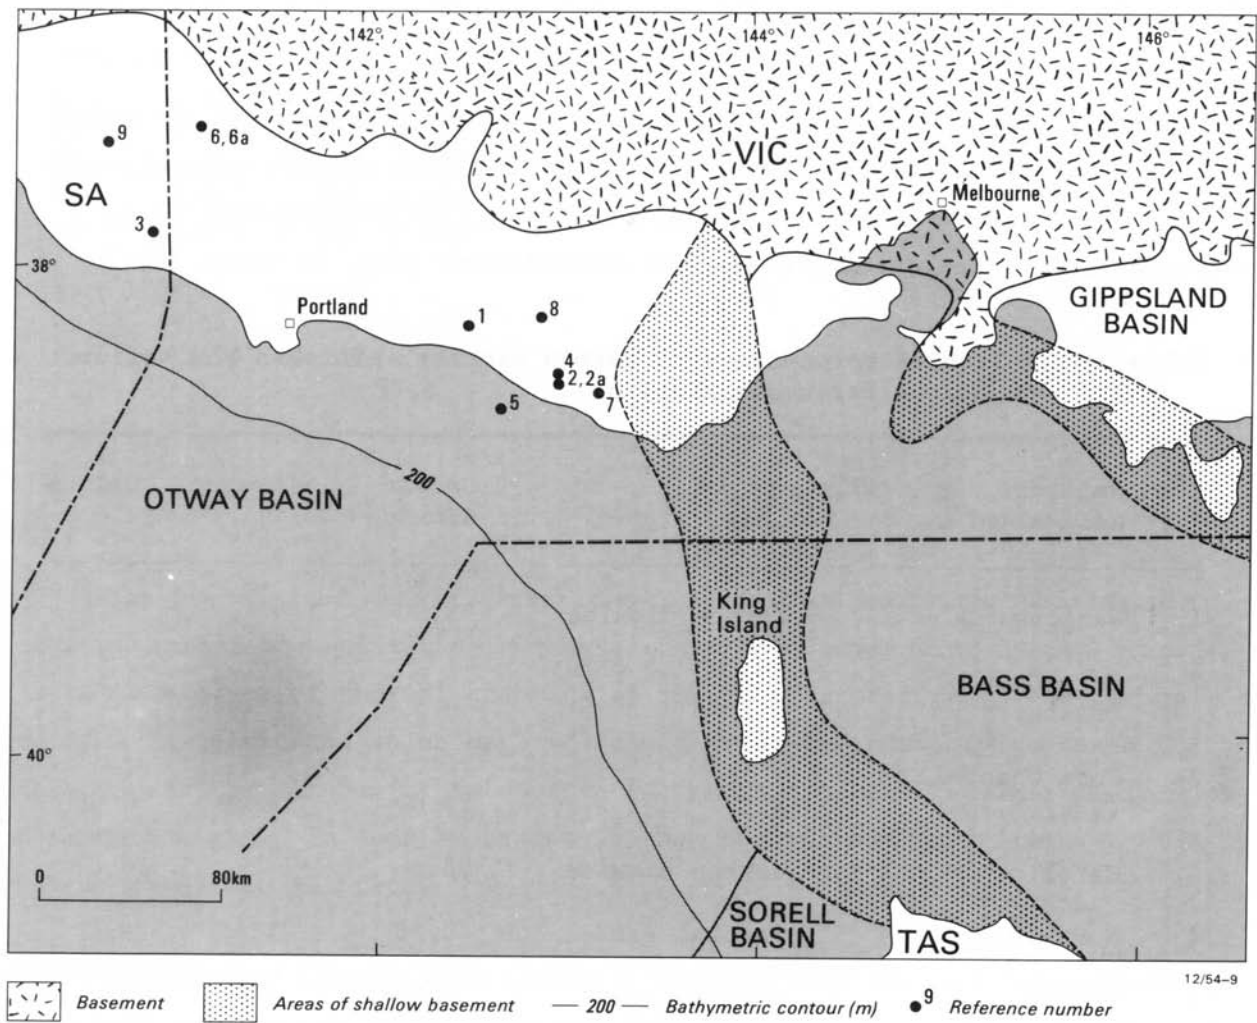 142°
144°
146°
VIC
Melbourne
9
6, 6a
SA
3
38°
GIPPSLAND
BASIN
Portland
1
8
4
2, 2a
5
7
200
OTWAY BASIN
King
Island
BASS BASIN
40°
0
80km
SORELL
BASIN
TAS
12/54-9
Basement
Areas of shallow basement
200
Bathymetric contour (m)
9
Reference number